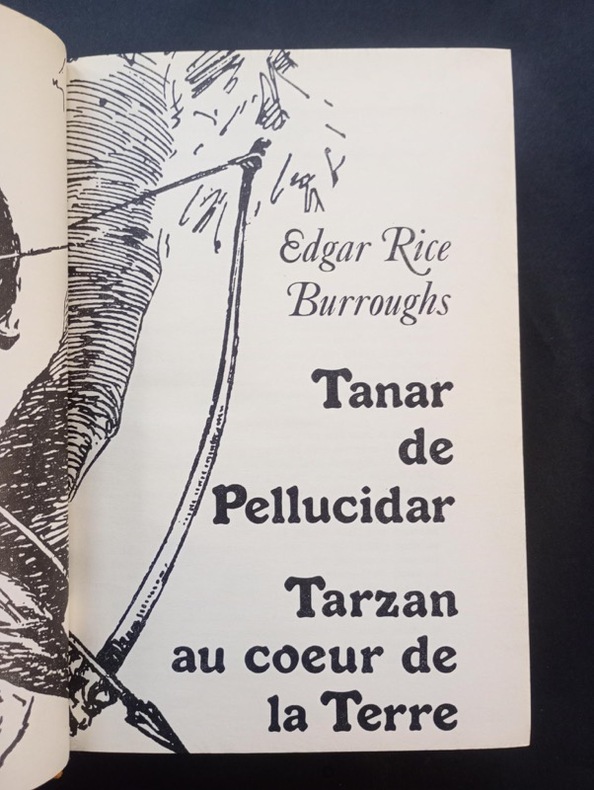 Edgar Rice
Burroughs
Tanar
de
Pellucidar
Tarzan
au coeur de
la Terre